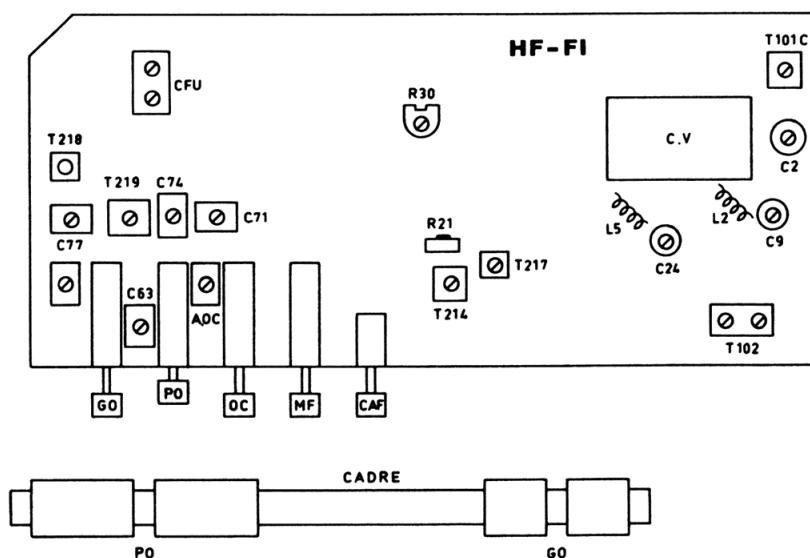 HF-FI
T101C
CFU
R30
C.V
C2
T218
T219
C74
C71
C77
R21
L5
L2
C9
C24
T217
T214
C63
AOC
T102
GO
PO
OC
MF
CAF
CADRE
PO
GO